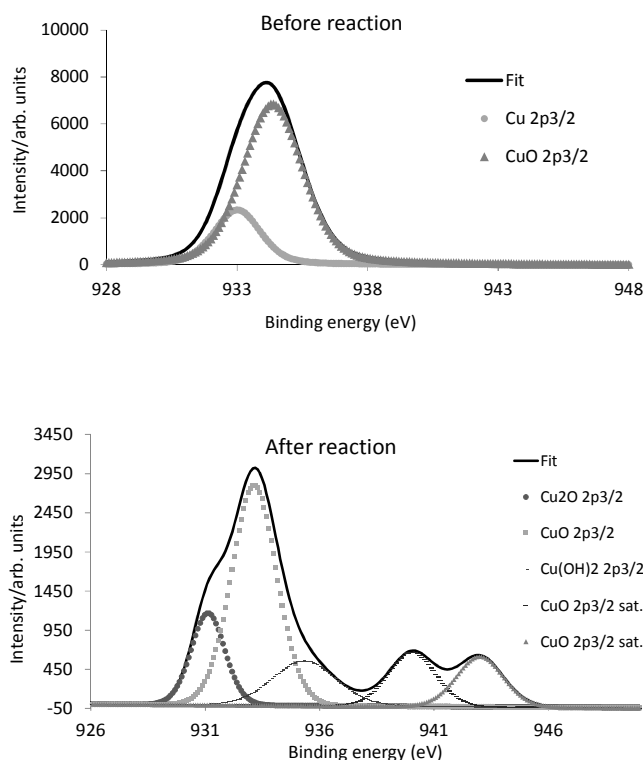 Before reaction
10000
8000
6000
4000
2000
0
Intensity/arb. units
Fit
Cu 2p3/2
CuO 2p3/2
928 933 938 943 948
Binding energy (eV)
After reaction
3450
2950
2450
1950
1450
950
450
-50
Intensity/arb. units
Fit
Cu2O 2p3/2
CuO 2p3/2
Cu(OH)2 2p3/2
CuO 2p3/2 sat.
CuO 2p3/2 sat.
926 931 936 941 946
Binding energy (eV)